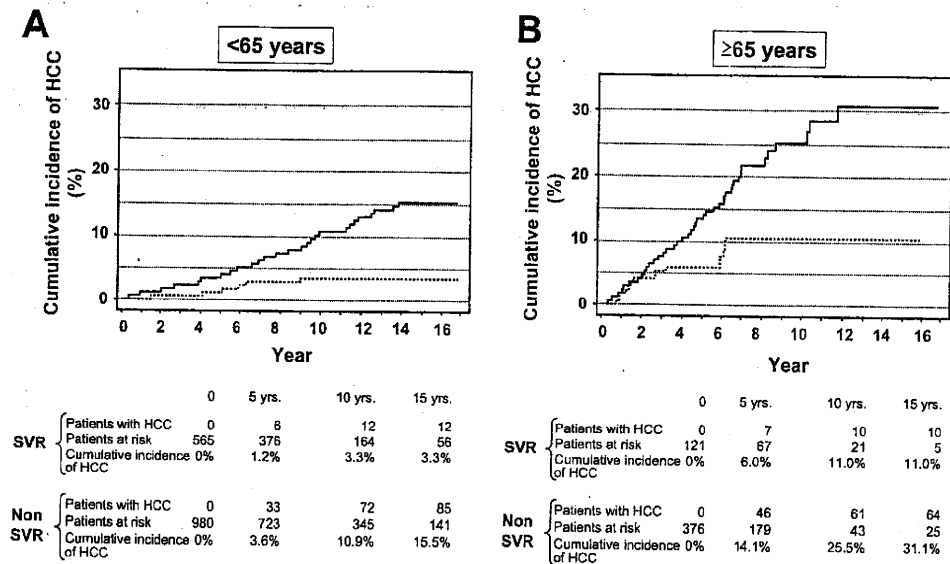 A
<65 years
Cumulative incidence of HCC
(%)
30
20
10
0
0 2 4 6 8 10 12 14 16
Year
0 5 yrs. 10 yrs. 15 yrs.
SVR
Patients with HCC 0 6 12 12
Patients at risk 565 376 164 56
Cumulative incidence 0% 1.2% 3.3% 3.3%
of HCC
Non
SVR
Patients with HCC 0 33 72 85
Patients at risk 980 723 345 141
Cumulative incidence 0% 3.6% 10.9% 15.5%
of HCC
B
≥65 years
Cumulative incidence of HCC
(%)
30
20
10
0
0 2 4 6 8 10 12 14 16
Year
0 5 yrs. 10 yrs. 15 yrs.
SVR
Patients with HCC 0 7 10 10
Patients at risk 121 67 21 5
Cumulative incidence 0% 6.0% 11.0% 11.0%
of HCC
Non
SVR
Patients with HCC 0 46 61 64
Patients at risk 376 179 43 25
Cumulative incidence 0% 14.1% 25.5% 31.1%
of HCC